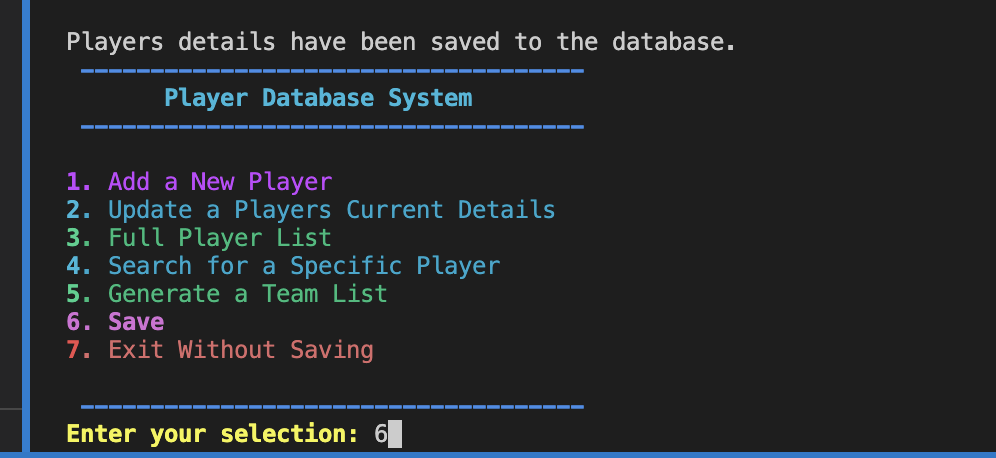 Players details have been saved to the database.
Player Database System
1. Add a New Player
2. Update a Players Current Details
3. Full Player List
4. Search for a Specific Player
5. Generate a Team List
6. Save
7. Exit Without Saving
Enter your selection: 6